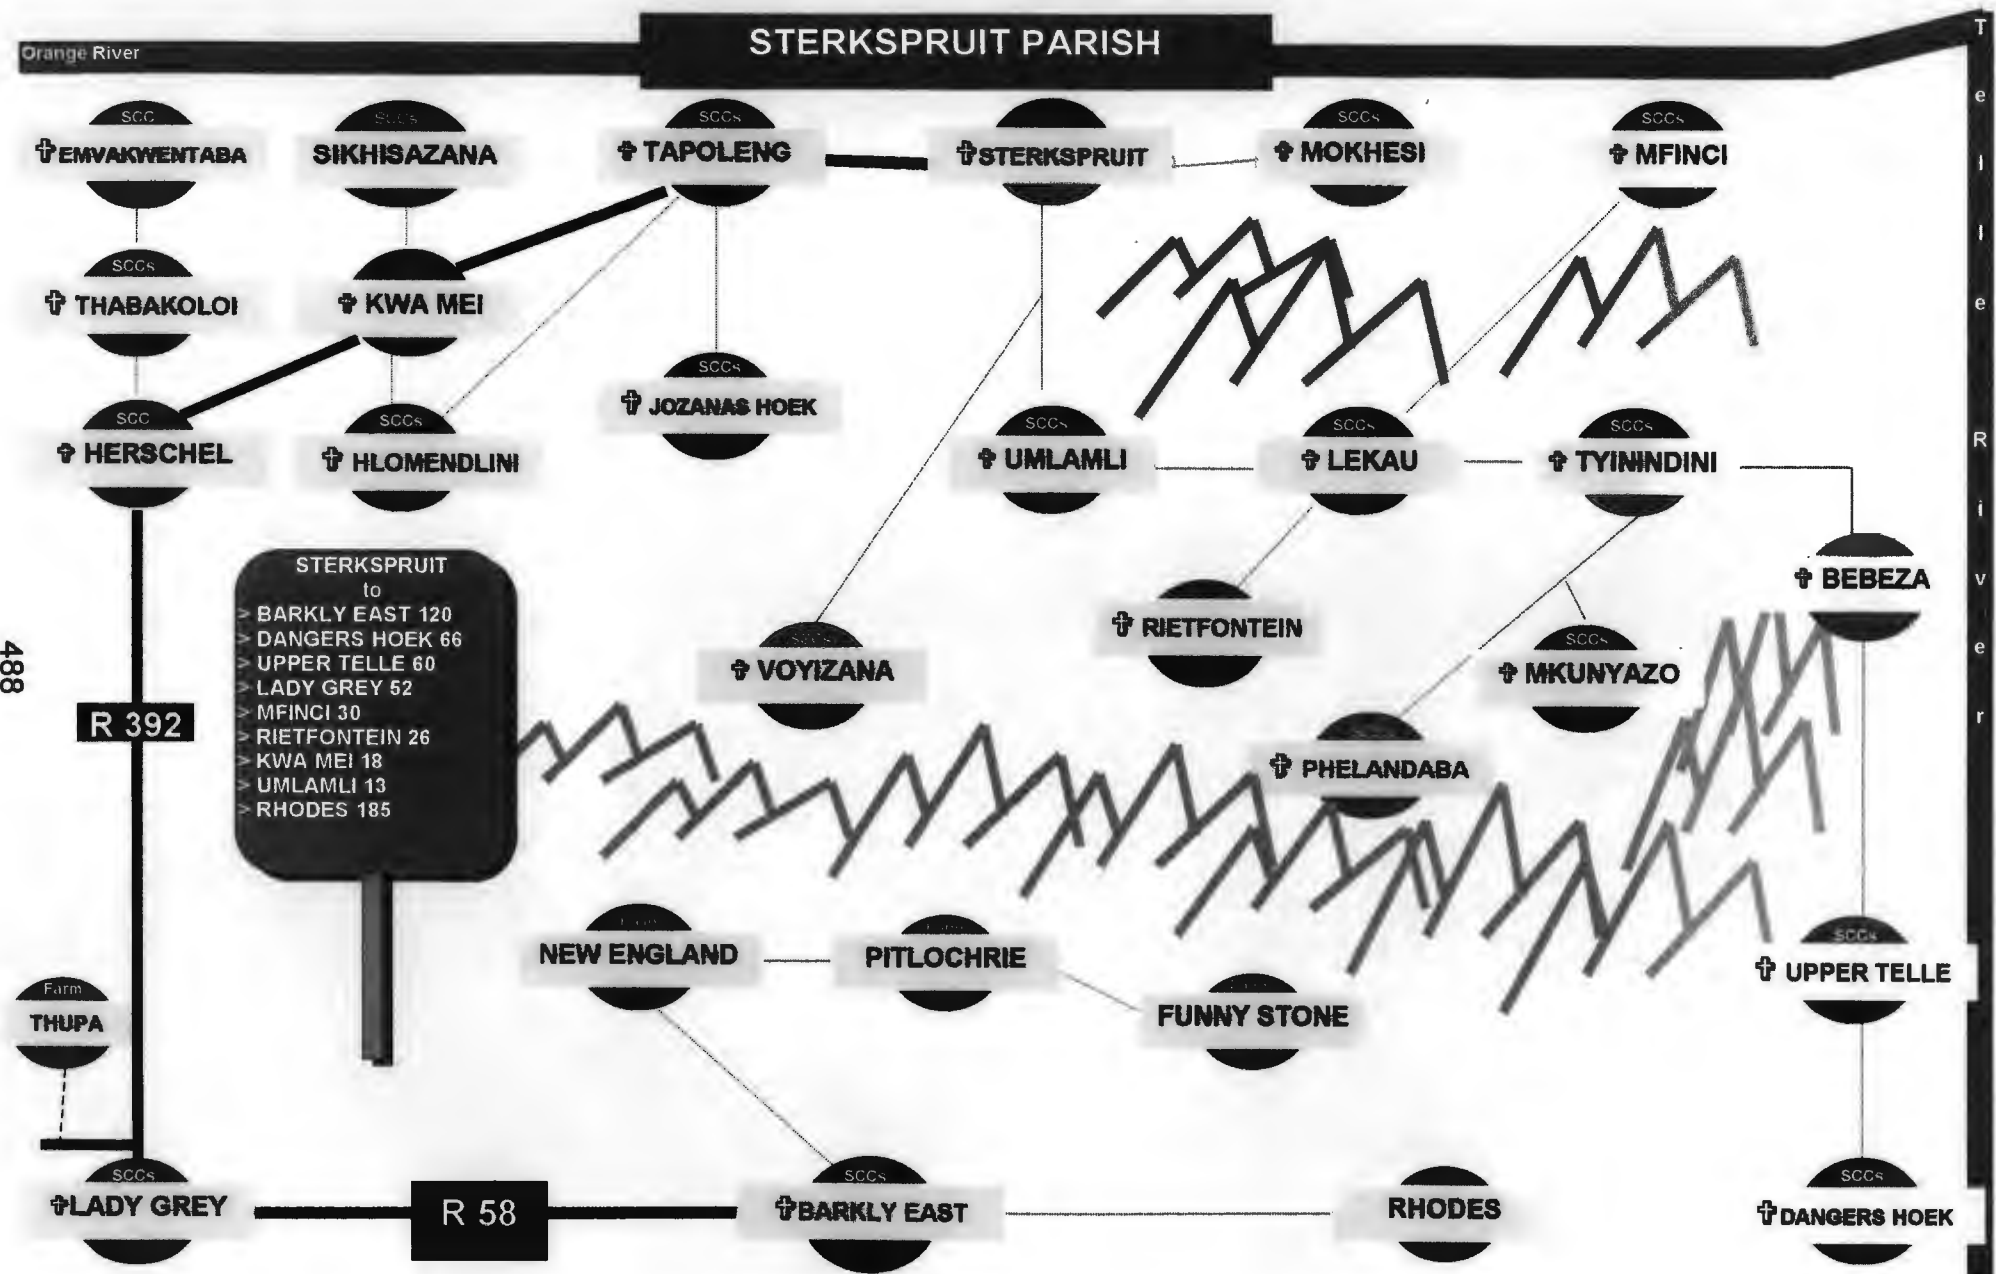 STERKSPRUIT PARISH
Orange River
Telle River
SCC
✞ EMVAKWENTABA
SCCs
SIKHISAZANA
SCCs
✞ TAPOLENG
✞ STERKSPRUIT
SCCs
✞ MOKHESI
SCCs
✞ MFINCI
SCCs
✞ THABAKOLOI
✞ KWA MEI
SCCs
✞ JOZANAS HOEK
SCC
✞ HERSCHEL
SCCs
✞ HLOMENDLINI
SCCs
✞ UMLAMLI
SCCs
✞ LEKAU
SCCs
✞ TYININDINI
✞ BEBEZA
STERKSPRUIT
to
> BARKLY EAST 120
> DANGERS HOEK 66
> UPPER TELLE 60
> LADY GREY 52
> MFINCI 30
> RIETFONTEIN 26
> KWA MEI 18
> UMLAMLI 13
> RHODES 185
✞ RIETFONTEIN
SCCs
✞ VOYIZANA
SCCs
✞ MKUNYAZO
488
R 392
✞ PHELANDABA
Farm
NEW ENGLAND
PITLOCHRIE
FUNNY STONE
SCCs
✞ UPPER TELLE
Farm
THUPA
SCCs
✞ LADY GREY
R 58
SCCs
✞ BARKLY EAST
RHODES
SCCs
✞ DANGERS HOEK